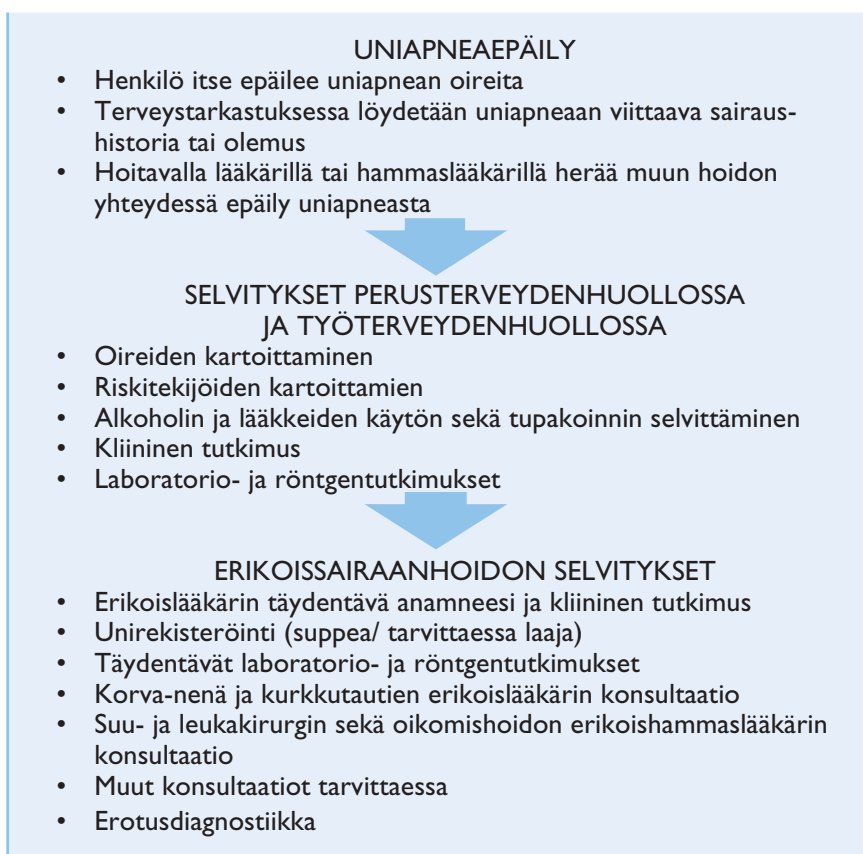 UNIAPNEAEPÄILY
• Henkilö itse epäilee uniapnean oireita
• Terveystarkastuksessa löydetään uniapneaan viittaava sairaus-
historia tai olemus
• Hoitavalla lääkärillä tai hammaslääkärillä herää muun hoidon
yhteydessä epäily uniapneasta
SELVITYKSET PERUSTERVEYDENHUOLLOSSA
JA TYÖTERVEYDENHUOLLOSSA
• Oireiden kartoittaminen
• Riskitekijöiden kartoittamien
• Alkoholin ja lääkkeiden käytön sekä tupakoinnin selvittäminen
• Kliininen tutkimus
• Laboratorio- ja röntgentutkimukset
ERIKOISSAIRAANHOIDON SELVITYKSET
• Erikoislääkärin täydentävä anamneesi ja kliininen tutkimus
• Unirekisteröinti (suppea/ tarvittaessa laaja)
• Täydentävät laboratorio- ja röntgentutkimukset
• Korva-nenä ja kurkkutautien erikoislääkärin konsultaatio
• Suu- ja leukakirurgin sekä oikomishoidon erikoishammaslääkärin
konsultaatio
• Muut konsultaatiot tarvittaessa
• Erotusdiagnostiikka